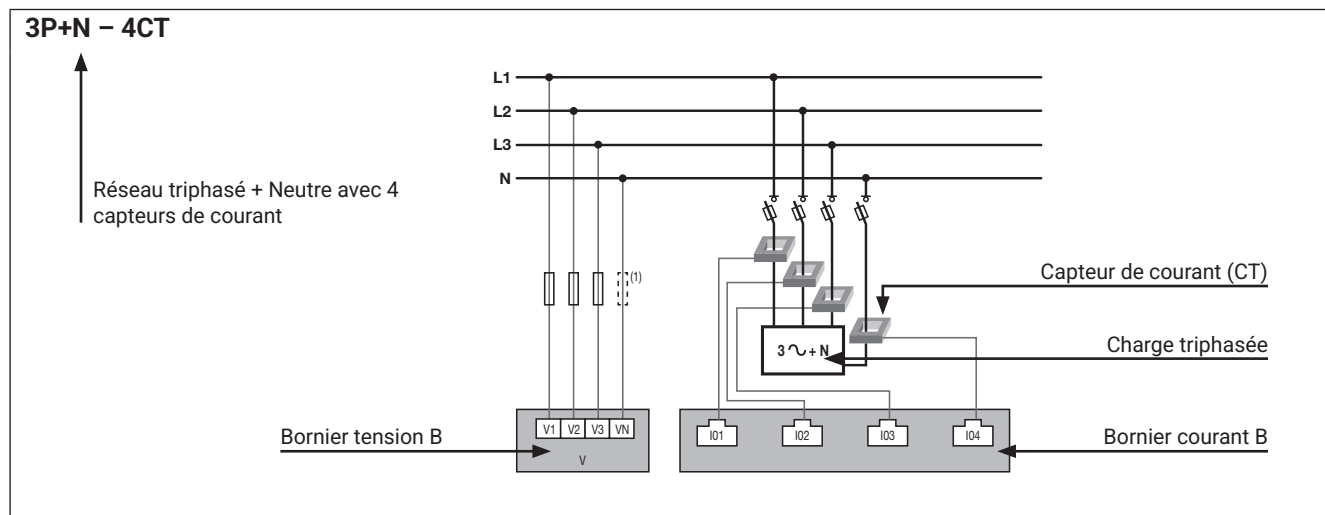 3P+N – 4CT
L1
L2
L3
N
Réseau triphasé + Neutre avec 4
capteurs de courant
(1)
Capteur de courant (CT)
3 ∿ + N
Charge triphasée
V1 V2 V3 VN
I01 I02 I03 I04
Bornier tension B
Bornier courant B
V